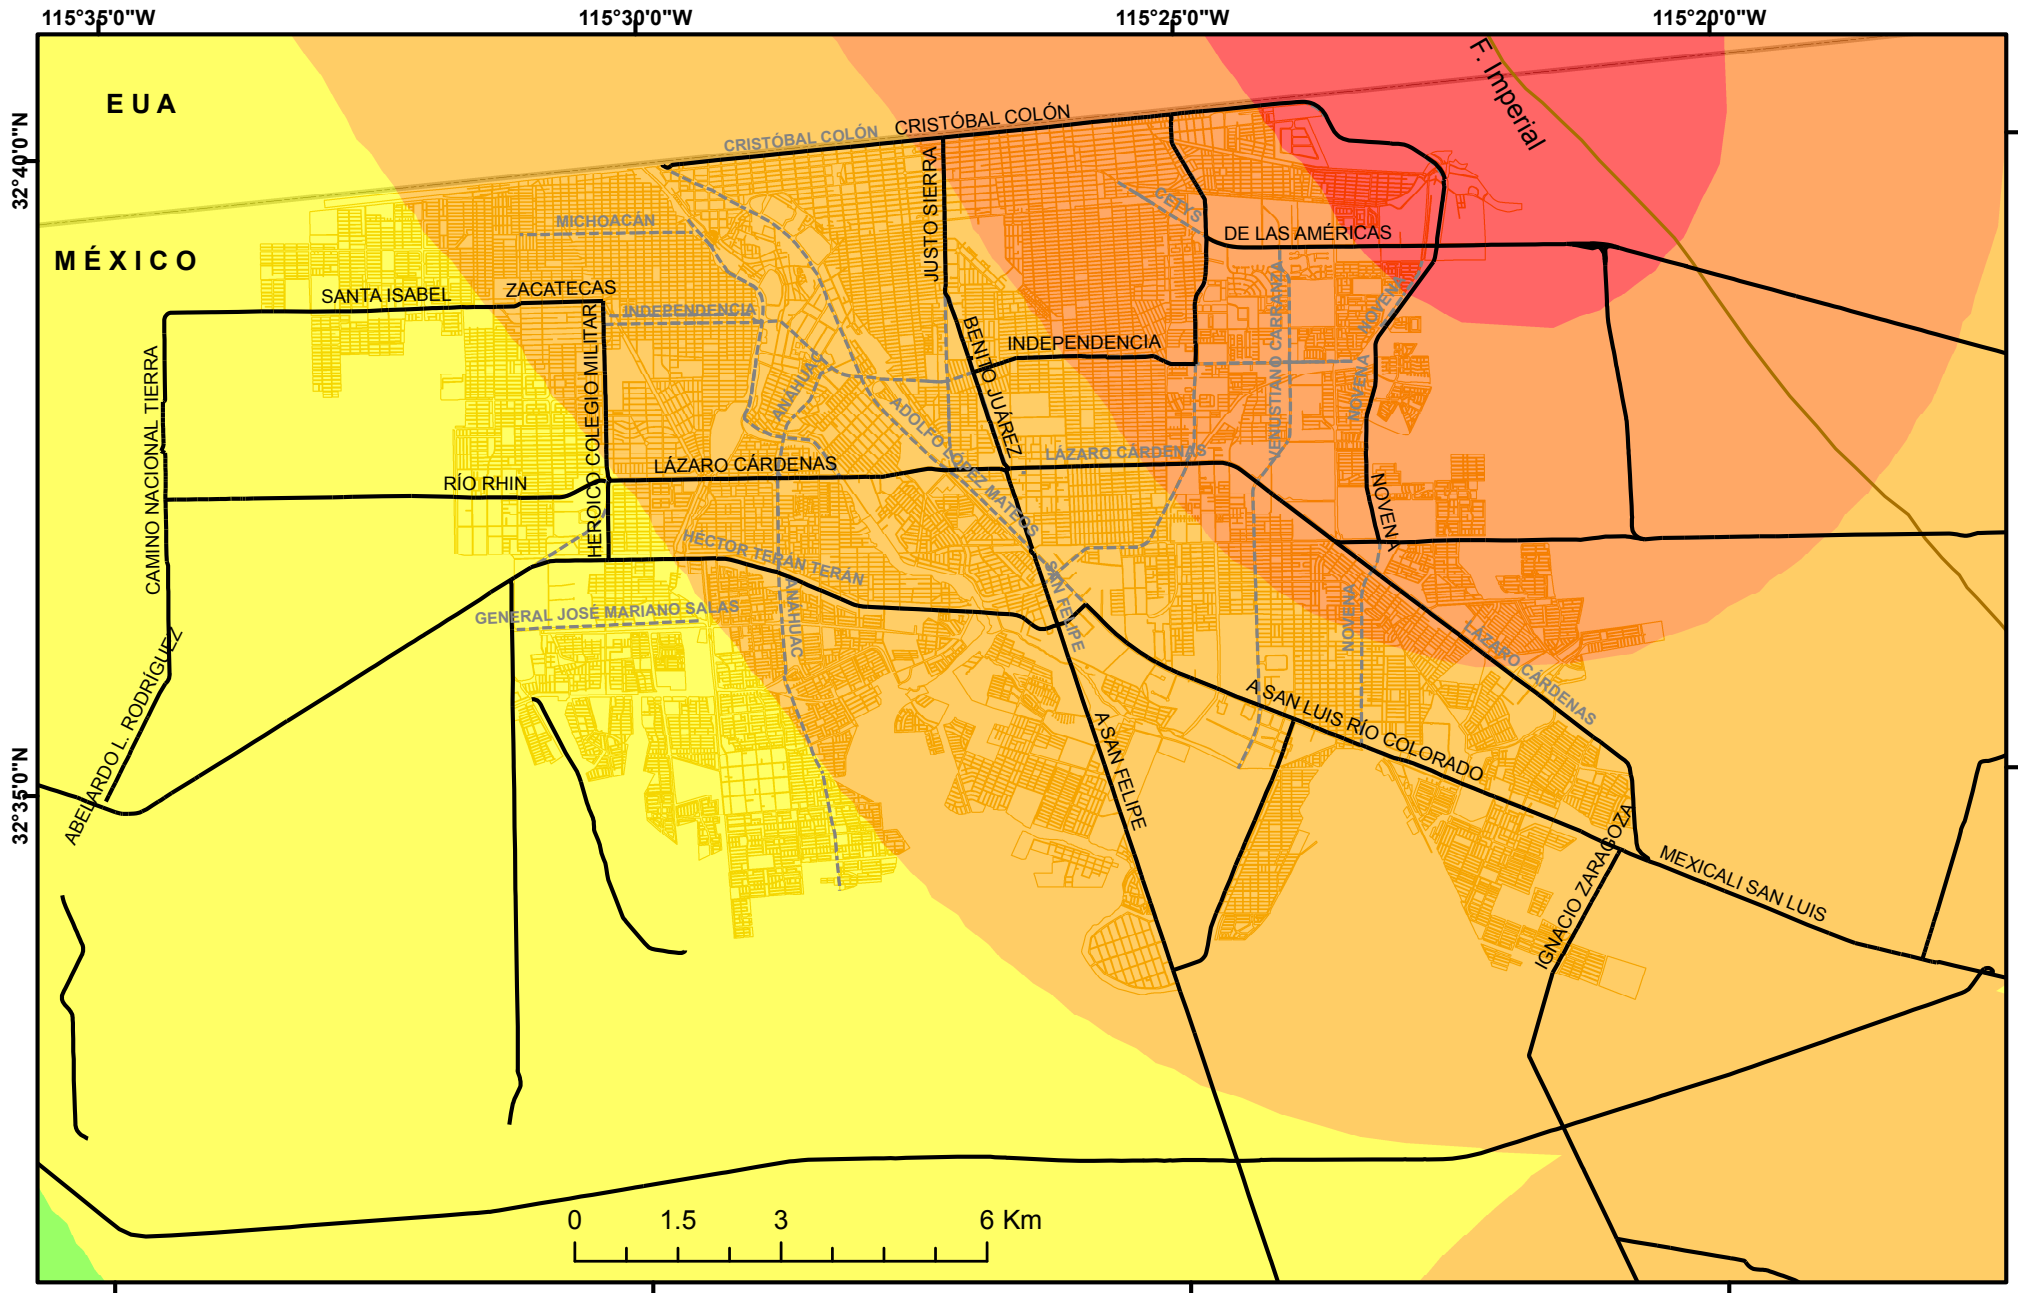 115°35'0"W
115°30'0"W
115°25'0"W
115°20'0"W
32°40'0"N
32°35'0"N
E U A
MÉXICO
F. Imperial
CRISTÓBAL COLÓN
CRISTÓBAL COLÓN
JUSTO SIERRA
CETYS
DE LAS AMÉRICAS
MICHOACÁN
SANTA ISABEL
ZACATECAS
INDEPENDENCIA
HEROICO COLEGIO MILITAR
CAMINO NACIONAL TIERRA
ANÁHUAC
BENITO JUÁREZ
INDEPENDENCIA
VENUSTIANO CARRANZA
NOVENA
NOVENA
ADOLFO LÓPEZ MATEOS
LÁZARO CÁRDENAS
LÁZARO CÁRDENAS
RÍO RHIN
NOVENA
HÉCTOR TERÁN TERÁN
ANÁHUAC
SAN FELIPE
GENERAL JOSÉ MARIANO SALAS
NOVENA
LÁZARO CÁRDENAS
ABELARDO L. RODRÍGUEZ
A SAN LUIS RÍO COLORADO
A SAN FELIPE
IGNACIO ZARAGOZA
MEXICALI SAN LUIS
0 1.5 3 6 Km